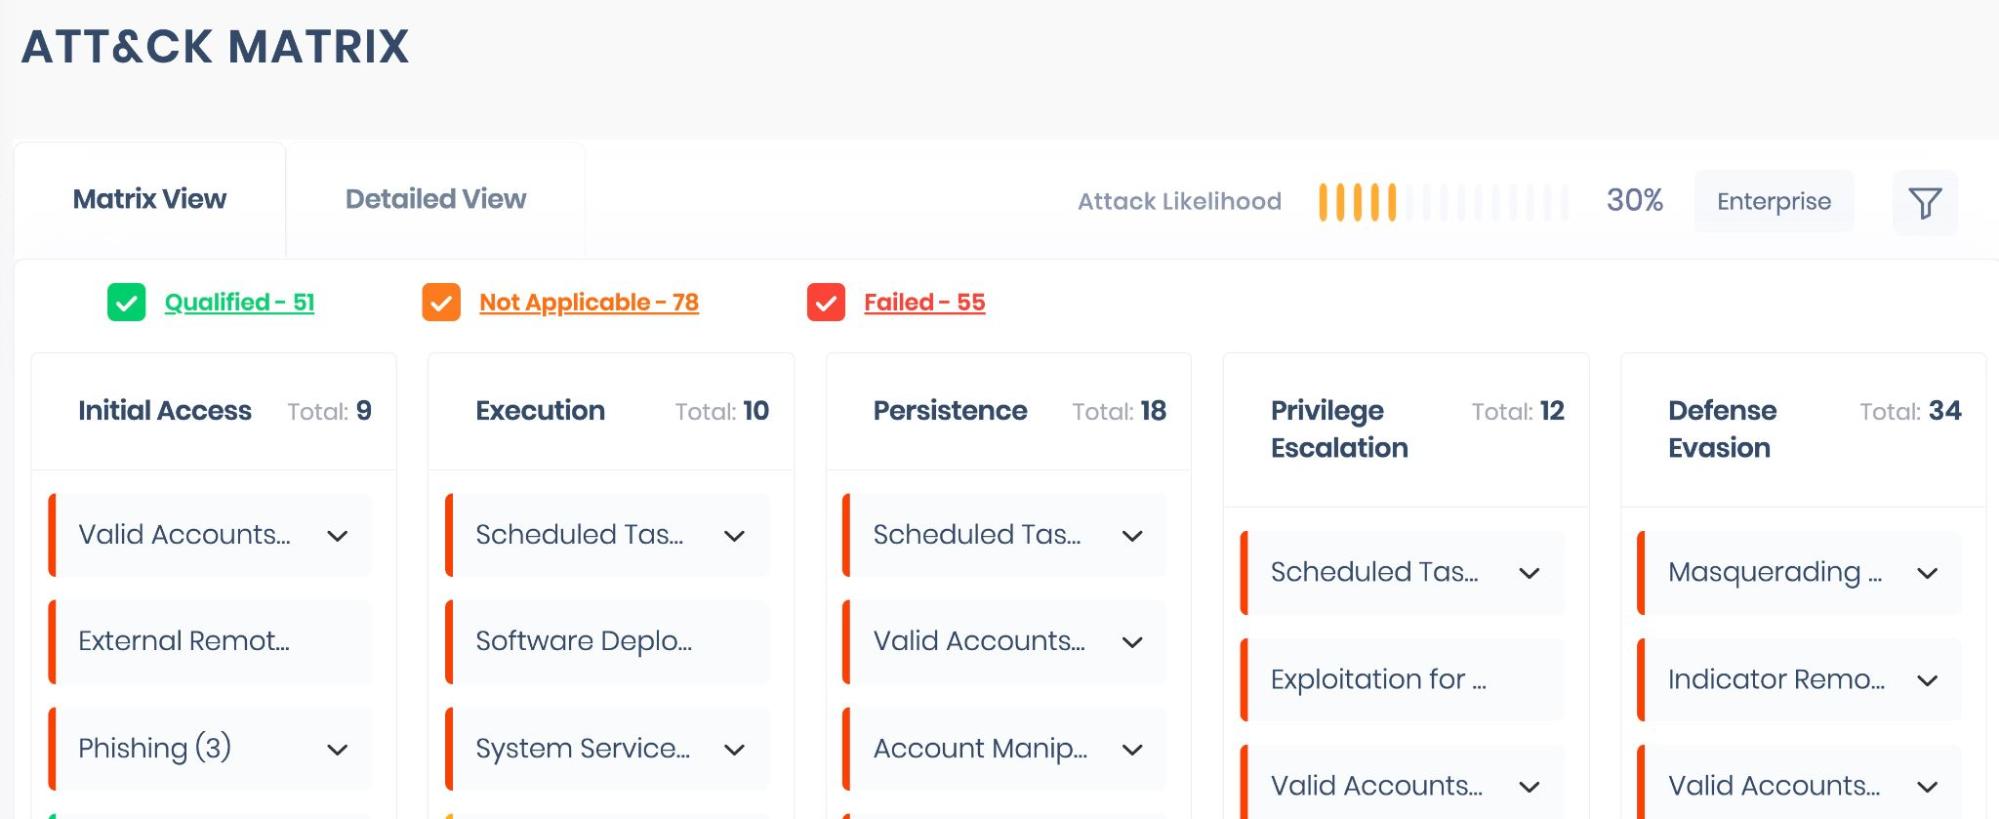 ATT&CK MATRIX
Matrix View
Detailed View
Attack Likelihood
30%
Enterprise
Qualified - 51
Not Applicable - 78
Failed - 55
Initial Access
Total: 9
Valid Accounts...
External Remot...
Phishing (3)
Execution
Total: 10
Scheduled Tas...
Software Deplo...
System Service...
Persistence
Total: 18
Scheduled Tas...
Valid Accounts...
Account Manip...
Privilege
Escalation
Total: 12
Scheduled Tas...
Exploitation for ...
Valid Accounts...
Defense
Evasion
Total: 34
Masquerading ...
Indicator Remo...
Valid Accounts...